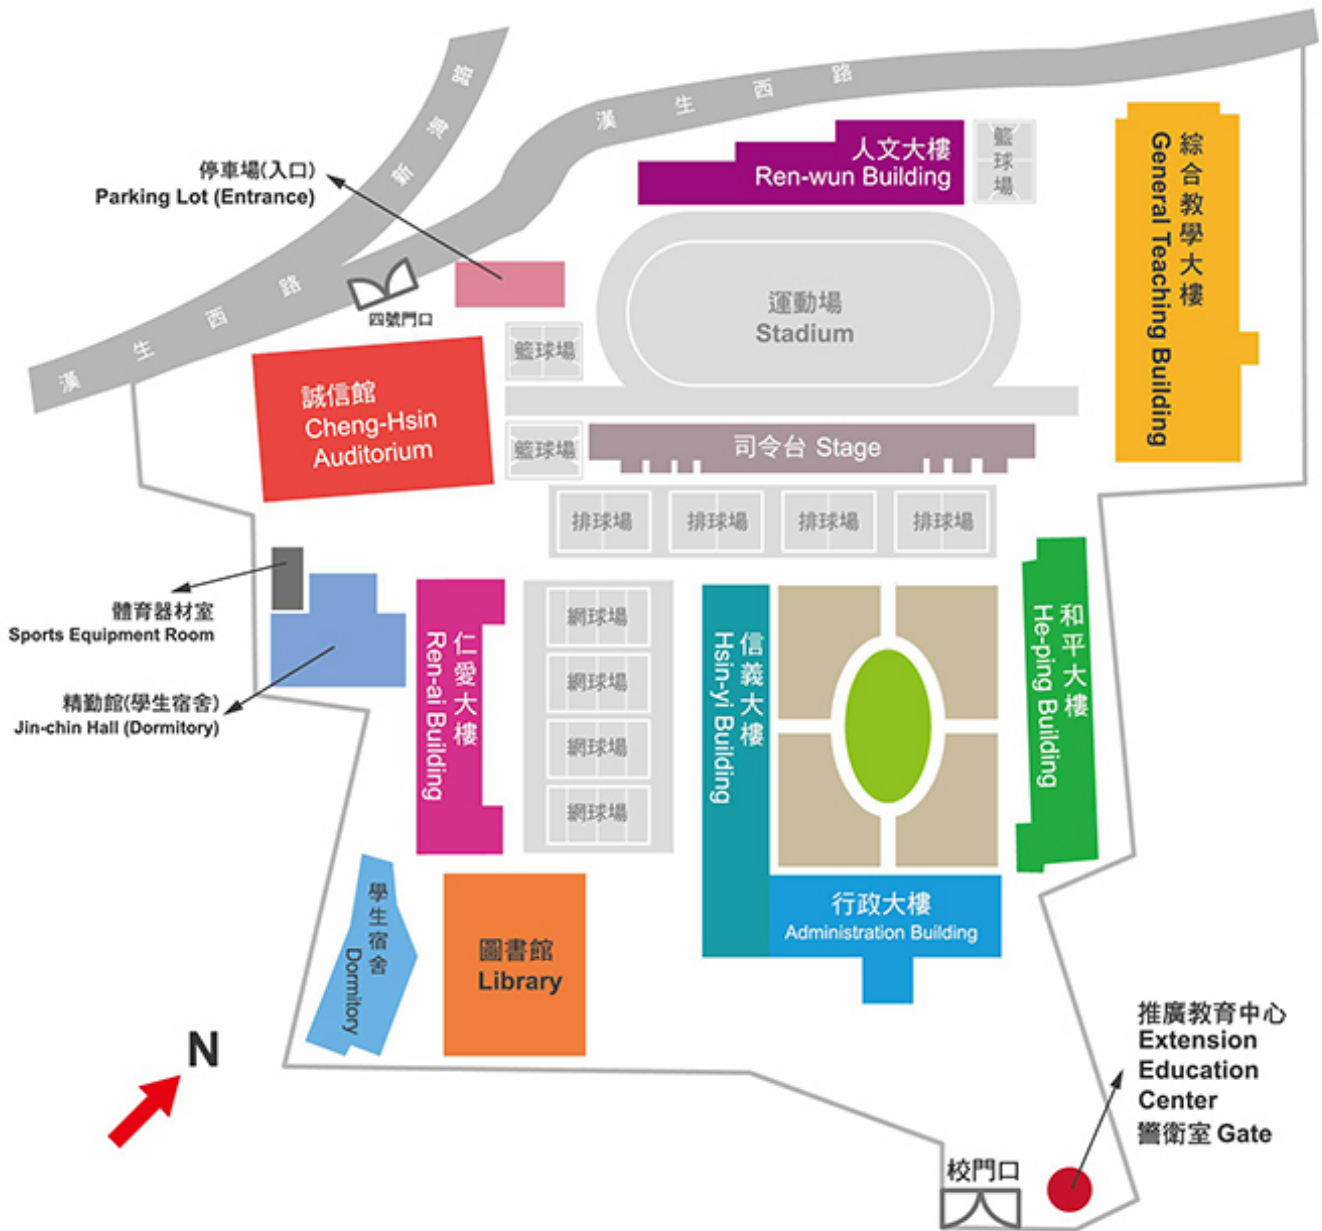 新海路
漢生西路
漢生西路
停車場(入口)
Parking Lot (Entrance)
四號門口
人文大樓
Ren-wun Building
籃球場
綜合教學大樓
General Teaching Building
運動場
Stadium
籃球場
誠信館
Cheng-Hsin
Auditorium
籃球場
司令台 Stage
排球場
排球場
排球場
排球場
體育器材室
Sports Equipment Room
精勤館(學生宿舍)
Jin-chin Hall (Dormitory)
仁愛大樓
Ren-ai Building
網球場
網球場
網球場
網球場
信義大樓
Hsin-yi Building
和平大樓
He-ping Building
行政大樓
Administration Building
學生宿舍
Dormitory
圖書館
Library
N
推廣教育中心
Extension
Education
Center
警衛室 Gate
校門口